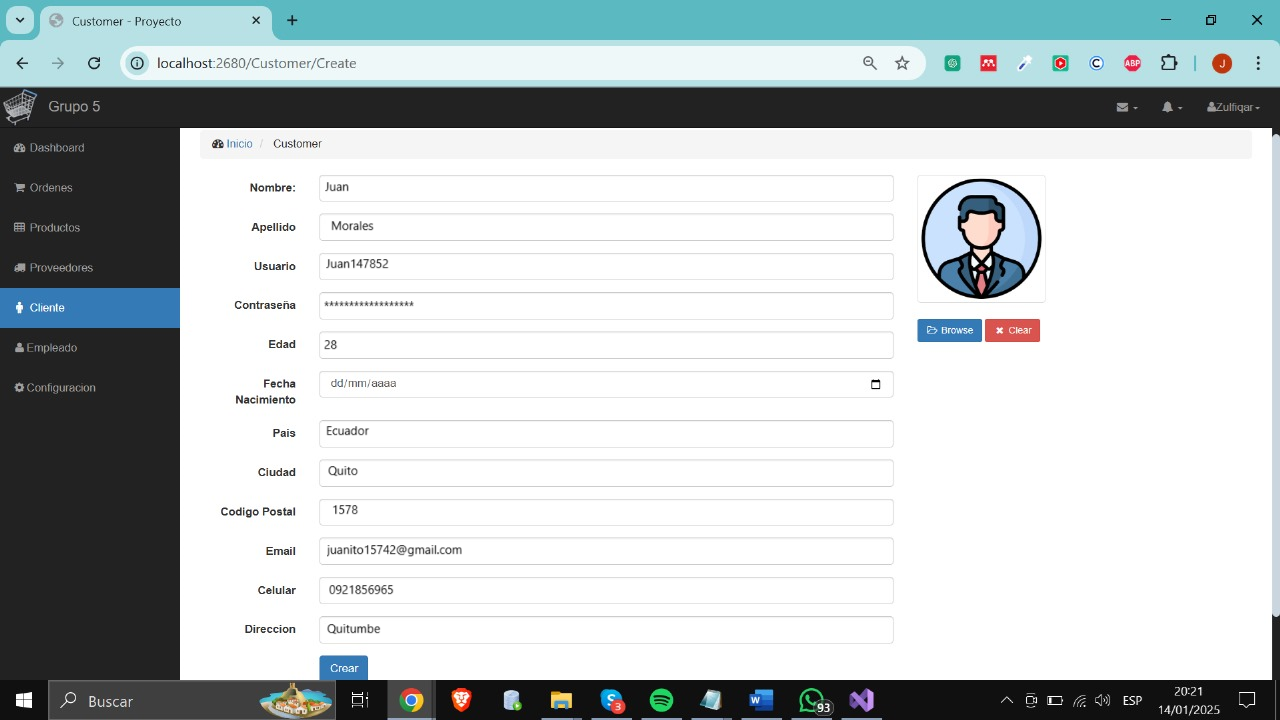 Customer - Proyecto
localhost:2680/Customer/Create
ABP
J
Grupo 5
Zulfiqar
Dashboard
Ordenes
Productos
Proveedores
Cliente
Empleado
Configuracion
Inicio / Customer
Nombre: Juan
Apellido Morales
Usuario Juan147852
Contraseña ******************
Edad 28
Fecha Nacimiento dd/mm/aaaa
Pais Ecuador
Ciudad Quito
Codigo Postal 1578
Email juanito15742@gmail.com
Celular 0921856965
Direccion Quitumbe
Crear
Browse
Clear
Buscar
3
93
ESP
20:21
14/01/2025